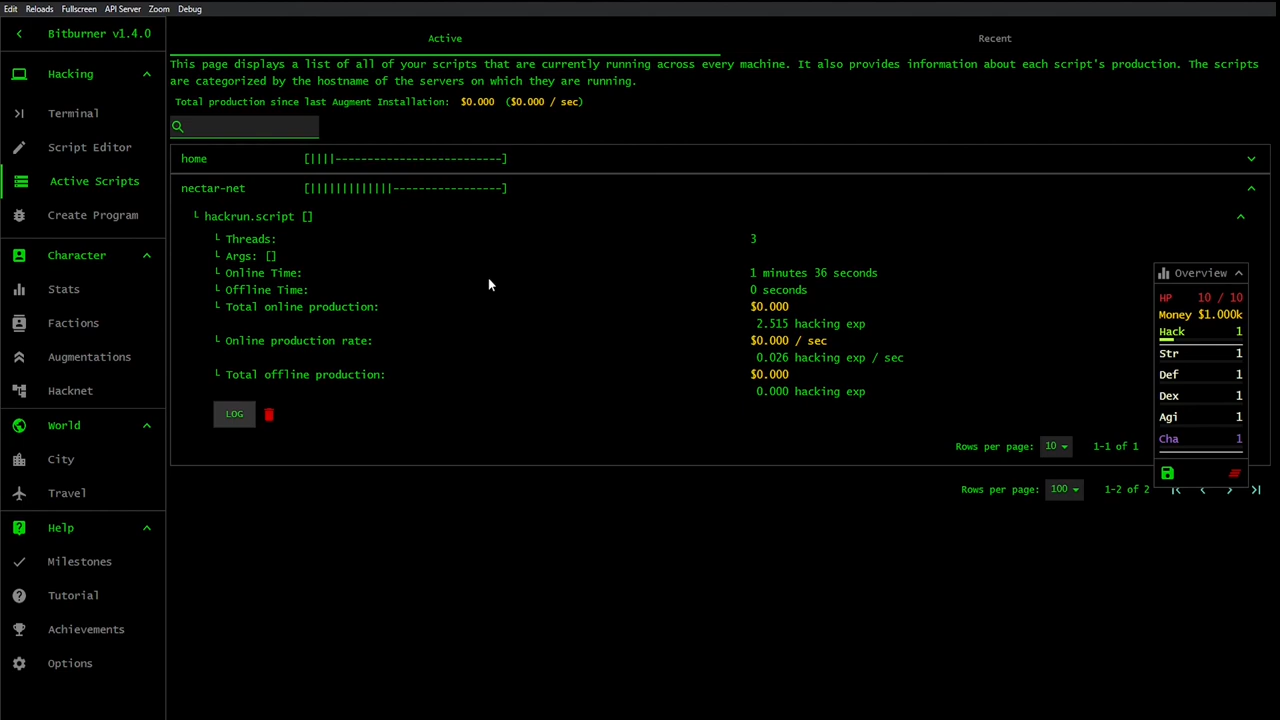 Edit Reloads Fullscreen API Server Zoom Debug
Bitburner v1.4.0
Hacking
Terminal
Script Editor
Active Scripts
Create Program
Character
Stats
Factions
Augmentations
Hacknet
World
City
Travel
Help
Milestones
Tutorial
Achievements
Options
Active Recent
This page displays a list of all of your scripts that are currently running across every machine. It also provides information about each script's production. The scripts
are categorized by the hostname of the servers on which they are running.
Total production since last Augment Installation: $0.000 ($0.000 / sec)
home [||||--------------------------]
nectar-net [|||||||||||||-----------------]
└ hackrun.script []
└ Threads: 3
└ Args: []
└ Online Time: 1 minutes 36 seconds
└ Offline Time: 0 seconds
└ Total online production: $0.000
2.515 hacking exp
└ Online production rate: $0.000 / sec
0.026 hacking exp / sec
└ Total offline production: $0.000
0.000 hacking exp
LOG
Rows per page: 10 1-1 of 1
Rows per page: 100 1-2 of 2
Overview
HP 10 / 10
Money $1.000k
Hack 1
Str 1
Def 1
Dex 1
Agi 1
Cha 1